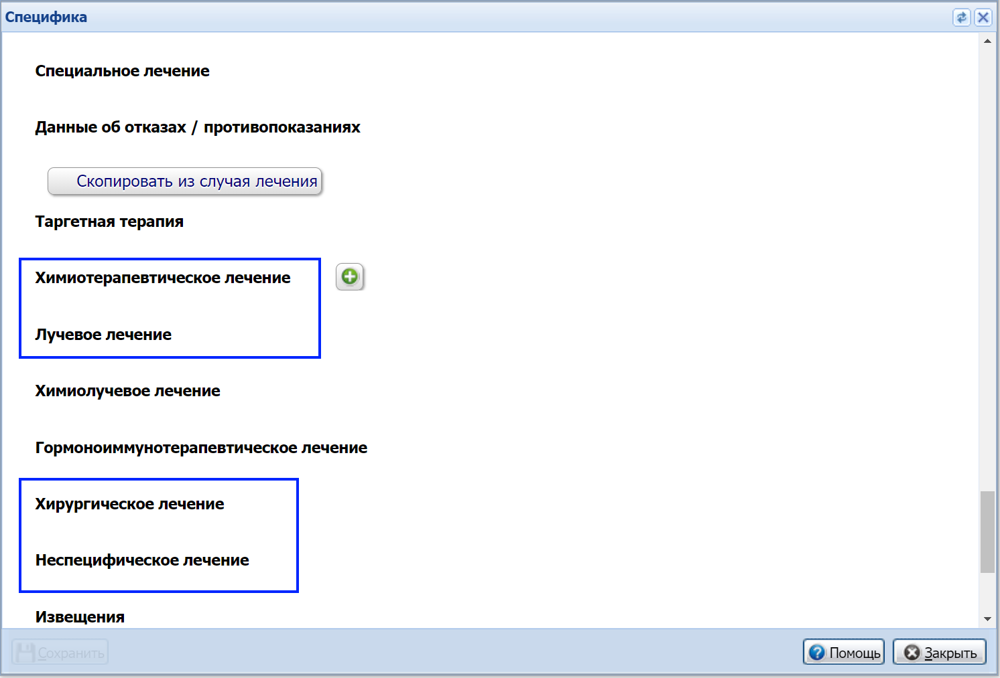 Специфика
Специальное лечение
Данные об отказах / противопоказаниях
Скопировать из случая лечения
Таргетная терапия
Химиотерапевтическое лечение
Лучевое лечение
Химиолучевое лечение
Гормоноиммунотерапевтическое лечение
Хирургическое лечение
Неспецифическое лечение
Извещения
Сохранить
Помощь
Закрыть